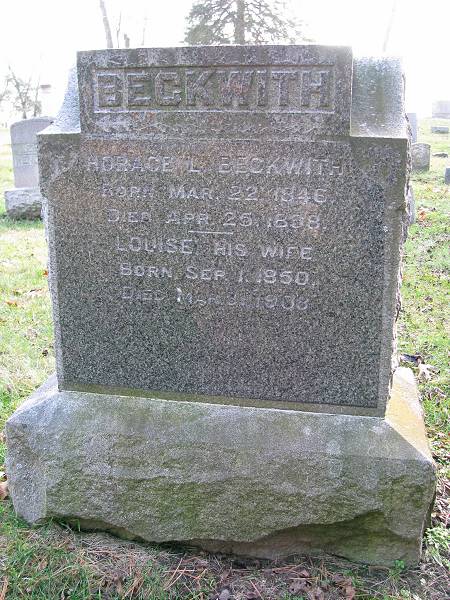 BECKWITH
HORACE L. BECKWITH
BORN MAR. 22, 1846,
DIED APR. 25, 1898.
LOUISE, HIS WIFE
BORN, SEP. 1, 1850,
DIED 1903